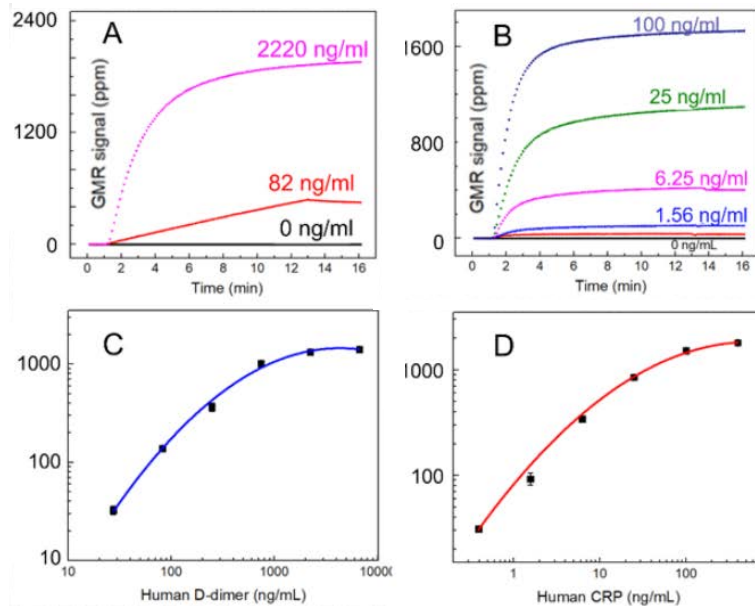 A
2400
1200
0
GMR signal (ppm)
2220 ng/ml
82 ng/ml
0 ng/ml
0 2 4 6 8 10 12 14 16
Time (min)
B
1600
800
0
GMR signal (ppm)
100 ng/ml
25 ng/ml
6.25 ng/ml
1.56 ng/ml
0 ng/mL
0 2 4 6 8 10 12 14 16
Time (min)
C
1000
100
10
10 100 1000 10000
Human D-dimer (ng/mL)
D
1000
100
1 10 100
Human CRP (ng/mL)